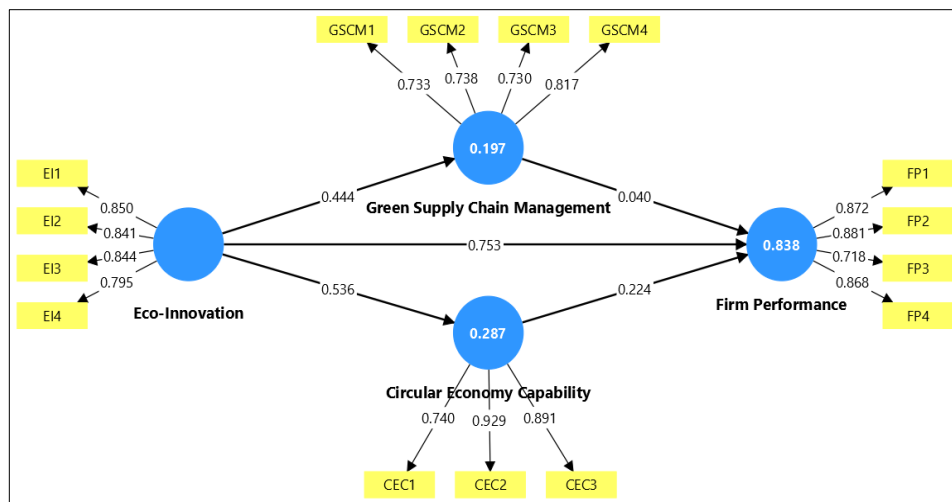 GSCM1
GSCM2
GSCM3
GSCM4
0.733
0.738
0.730
0.817
0.197
Green Supply Chain Management
EI1
EI2
EI3
EI4
0.850
0.841
0.844
0.795
Eco-Innovation
0.444
0.040
0.753
0.536
0.224
FP1
FP2
FP3
FP4
0.872
0.881
0.718
0.868
0.838
Firm Performance
0.287
Circular Economy Capability
0.740
0.929
0.891
CEC1
CEC2
CEC3